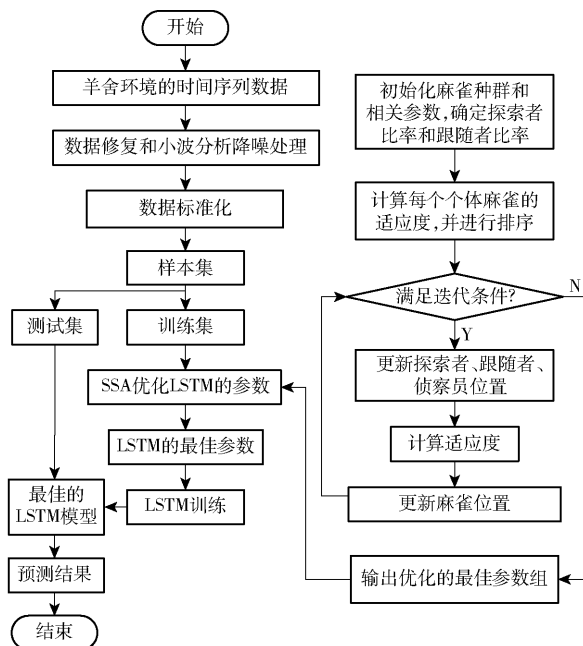 开始
羊舍环境的时间序列数据
数据修复和小波分析降噪处理
数据标准化
样本集
测试集
训练集
SSA优化LSTM的参数
LSTM的最佳参数
LSTM训练
最佳的
LSTM模型
预测结果
结束
初始化麻雀种群和
相关参数,确定探索者
比率和跟随者比率
计算每个个体麻雀的
适应度,并进行排序
满足迭代条件?
N
Y
更新探索者、跟随者、
侦察员位置
计算适应度
更新麻雀位置
输出优化的最佳参数组